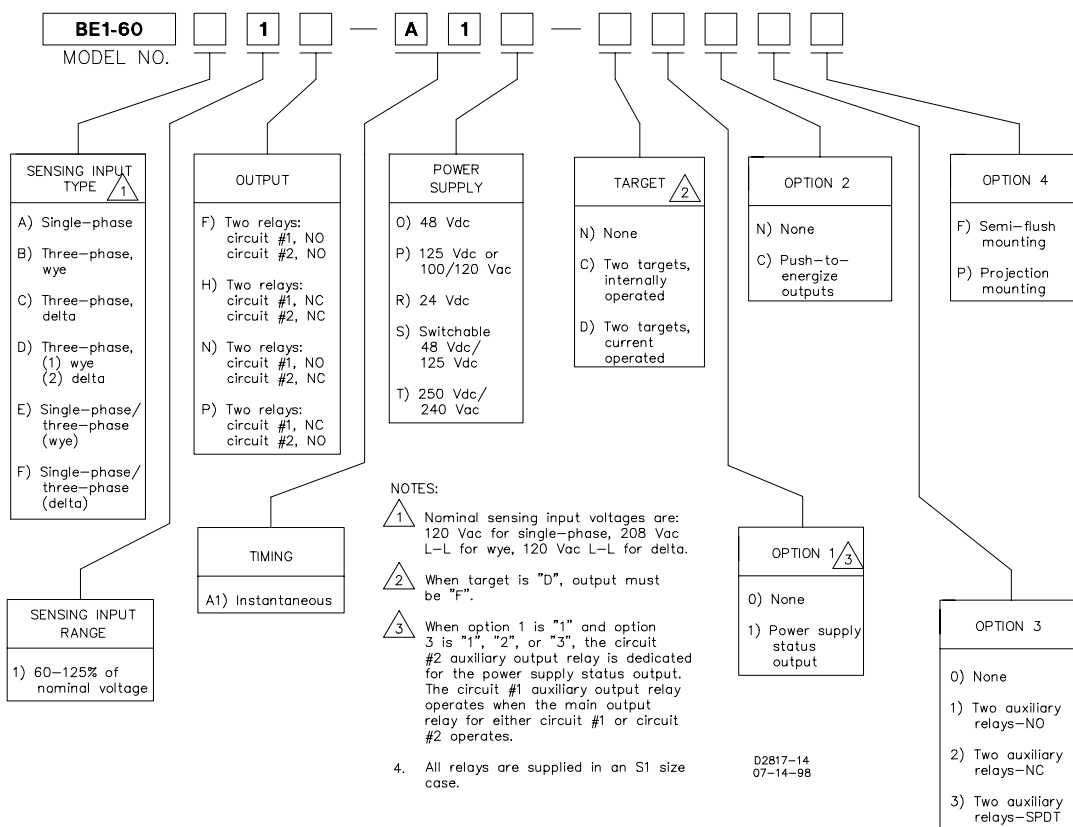 BE1-60 1 — A 1 —
MODEL NO.
SENSING INPUT
TYPE 1
A) Single-phase
B) Three-phase,
wye
C) Three-phase,
delta
D) Three-phase,
(1) wye
(2) delta
E) Single-phase/
three-phase
(wye)
F) Single-phase/
three-phase
(delta)
OUTPUT
F) Two relays:
circuit #1, NO
circuit #2, NO
H) Two relays:
circuit #1, NC
circuit #2, NC
N) Two relays:
circuit #1, NO
circuit #2, NC
P) Two relays:
circuit #1, NC
circuit #2, NO
POWER
SUPPLY
O) 48 Vdc
P) 125 Vdc or
100/120 Vac
R) 24 Vdc
S) Switchable
48 Vdc/
125 Vdc
T) 250 Vdc/
240 Vac
TARGET 2
N) None
C) Two targets,
internally
operated
D) Two targets,
current
operated
OPTION 2
N) None
C) Push-to-
energize
outputs
OPTION 4
F) Semi-flush
mounting
P) Projection
mounting
SENSING INPUT
RANGE
1) 60-125% of
nominal voltage
TIMING
A1) Instantaneous
NOTES:
1 Nominal sensing input voltages are:
120 Vac for single-phase, 208 Vac
L-L for wye, 120 Vac L-L for delta.
2 When target is "D", output must
be "F".
3 When option 1 is "1" and option
3 is "1", "2", or "3", the circuit
#2 auxiliary output relay is dedicated
for the power supply status output.
The circuit #1 auxiliary output relay
operates when the main output
relay for either circuit #1 or circuit
#2 operates.
4. All relays are supplied in an S1 size
case.
OPTION 1 3
0) None
1) Power supply
status
output
D2817-14
07-14-98
OPTION 3
0) None
1) Two auxiliary
relays-NO
2) Two auxiliary
relays-NC
3) Two auxiliary
relays-SPDT